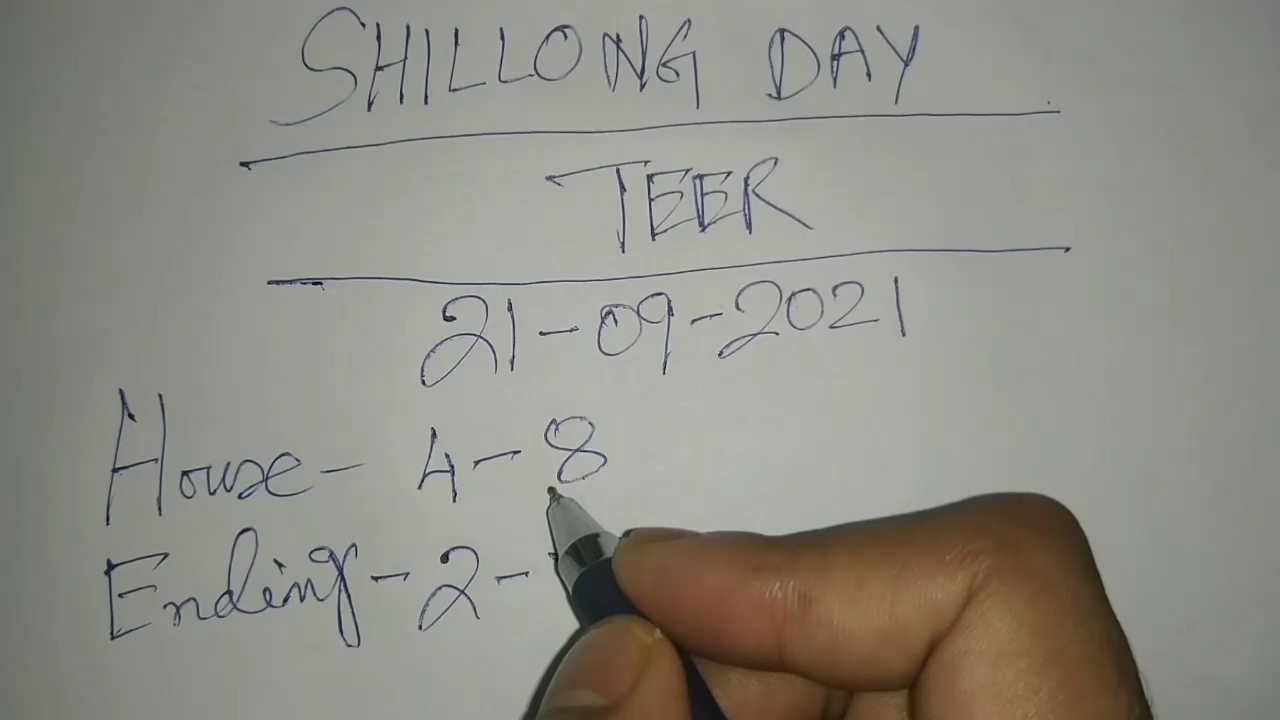 SHILLONG DAY
TEER
21-09-2021
House- 4-8
Ending-2-